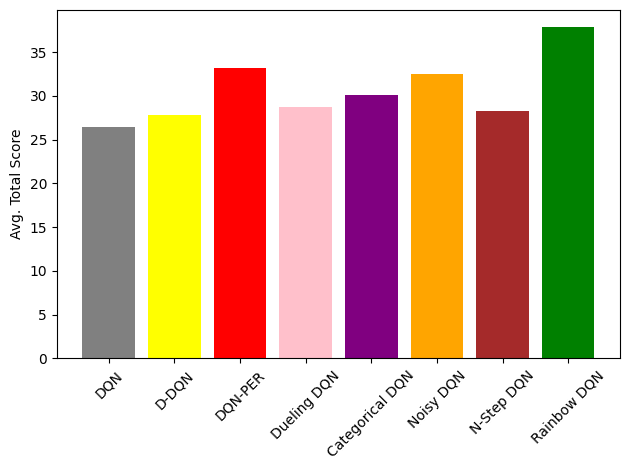 Avg. Total Score
35
30
25
20
15
10
5
0
DQN
D-DQN
DQN-PER
Dueling DQN
Categorical DQN
Noisy DQN
N-Step DQN
Rainbow DQN